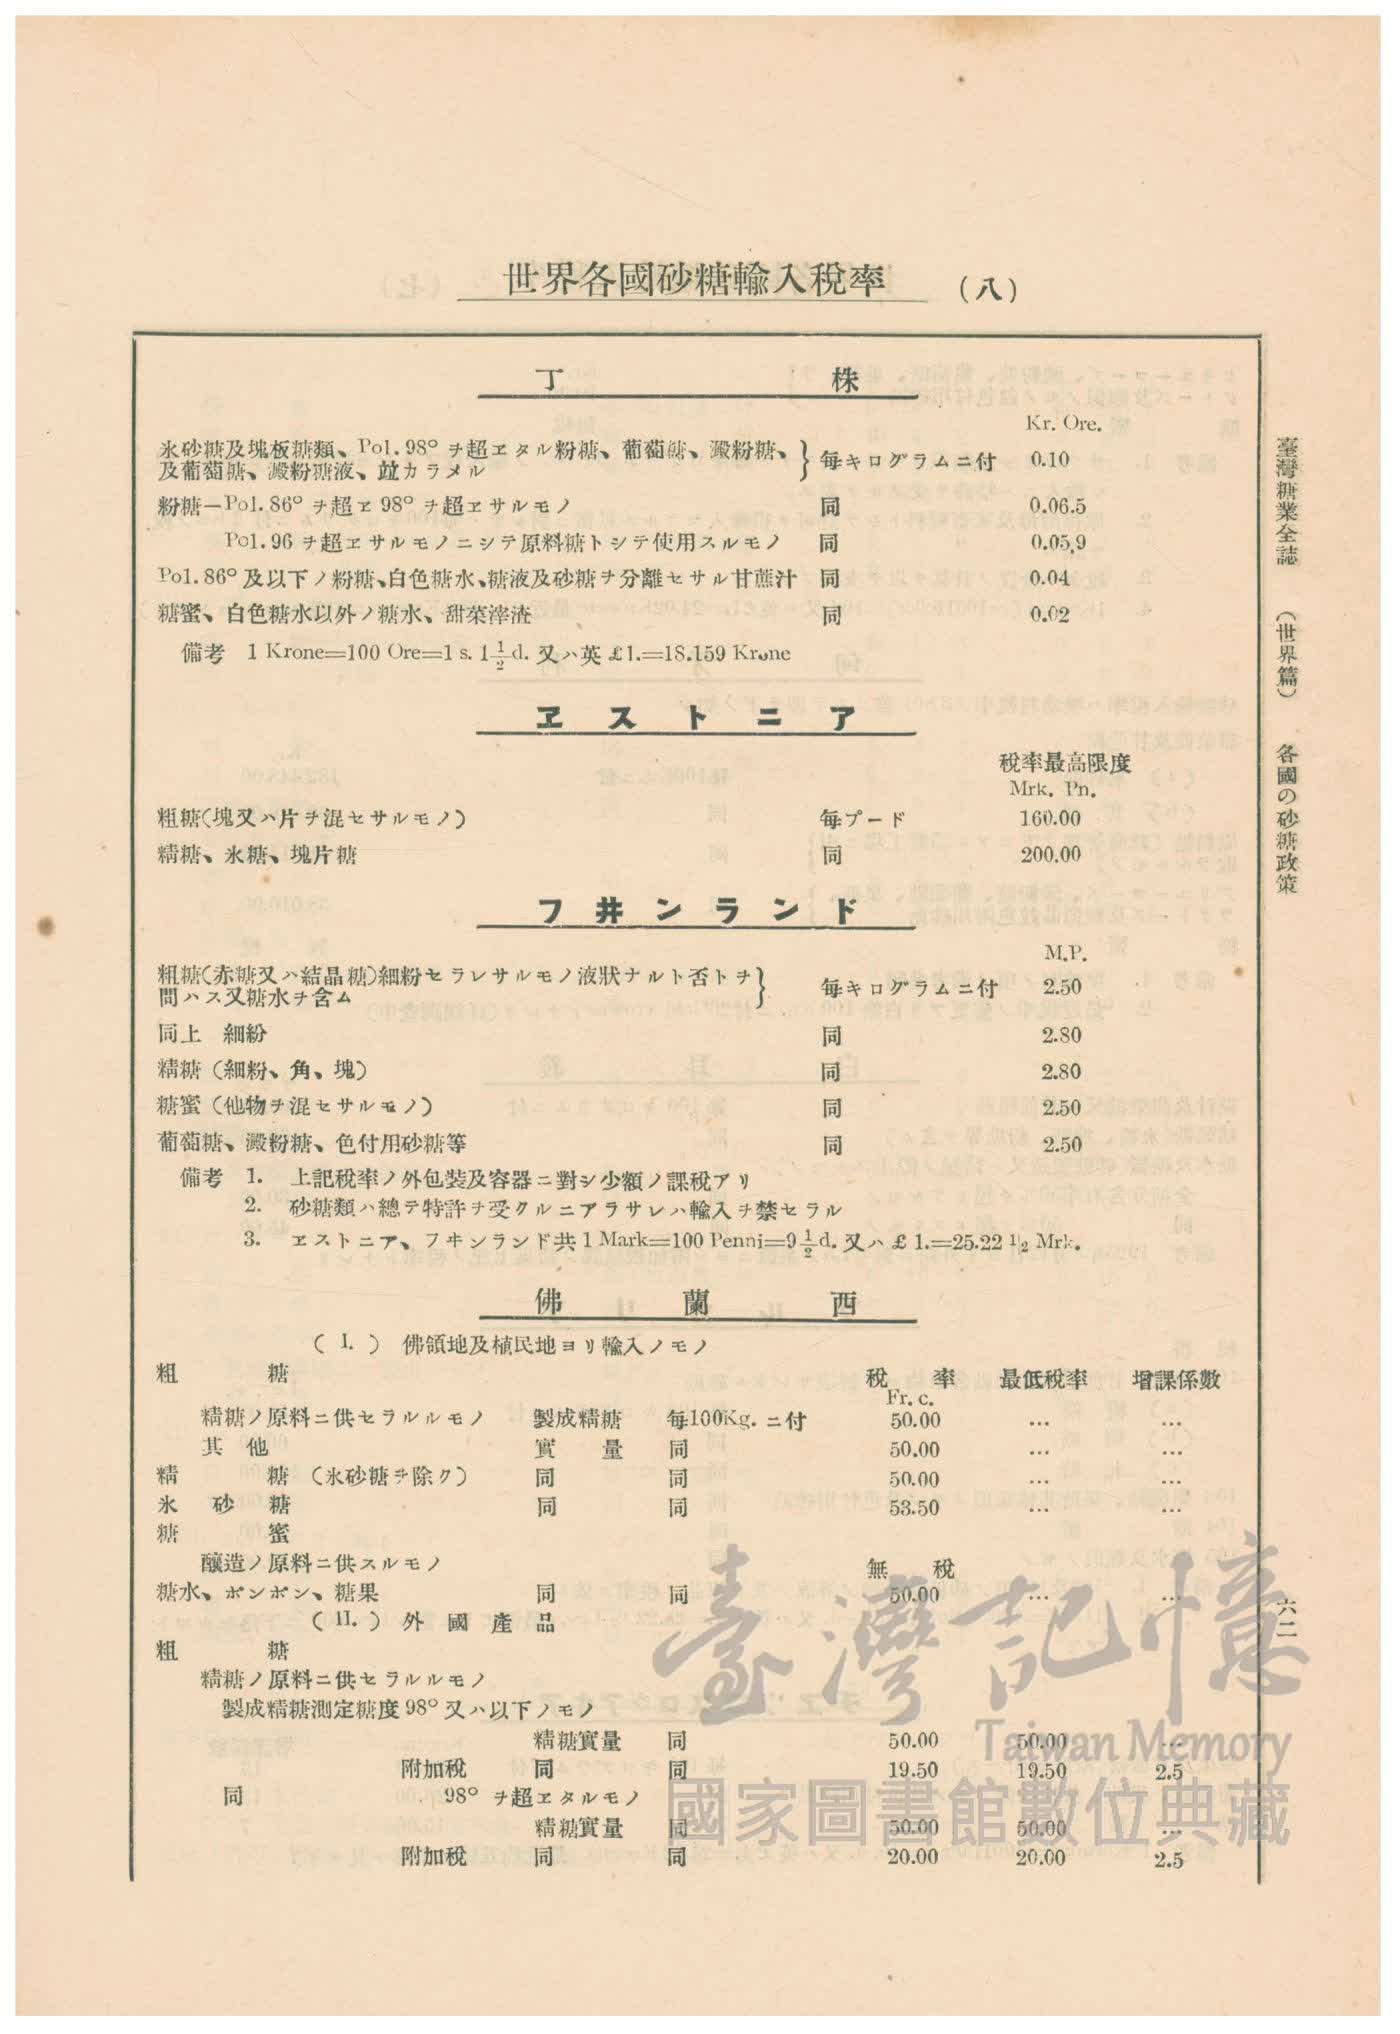 世界各國砂糖輸入稅率 (八)
丁 株
Kr. Ore.
氷砂糖及塊板糖類、Pol. 98° ヲ超ヱタル粉糖、葡萄糖、澱粉糖、
及葡萄糖、澱粉糖液、竝カラメル
每キログラムニ付 0.10
粉糖—Pol. 86° ヲ超ヱ 98° ヲ超ヱサルモノ 同 0.06.5
Pol. 96 ヲ超ヱサルモノニシテ原料糖トシテ使用スルモノ 同 0.05.9
Pol. 86° 及以下ノ粉糖、白色糖水、糖液及砂糖ヲ分離セサル甘蔗汁 同 0.04
糖蜜、白色糖水以外ノ糖水、甜菜滓渣 同 0.02
備考 1 Krone=100 Ore=1 s. 1 1/2 d. 又ハ英 £1.=18.159 Krone
ヱストニア
稅率最高限度
Mrk. Pn.
粗糖(塊又ハ片ヲ混セサルモノ) 每プード 160.00
精糖、氷糖、塊片糖 同 200.00
フ井ンランド
M.P.
粗糖(赤糖又ハ結晶糖)細粉セラレサルモノ液狀ナルト否トヲ
問ハス又糖水ヲ含ム
每キログラムニ付 2.50
同上 細粉 同 2.80
精糖 (細粉、角、塊) 同 2.80
糖蜜 (他物ヲ混セサルモノ) 同 2.50
葡萄糖、澱粉糖、色付用砂糖等 同 2.50
備考 1. 上記稅率ノ外包裝及容器ニ對シ少額ノ課稅アリ
2. 砂糖類ハ總テ特許ヲ受クルニアラサレハ輸入ヲ禁セラル
3. ヱストニア、フヰンランド共 1 Mark=100 Penni=9 1/2 d. 又ハ £ 1.=25.22 1/2 Mrk.
佛蘭西
( I. ) 佛領地及植民地ヨリ輸入ノモノ
粗糖 稅率 最低稅率 增課係數
Fr. c.
精糖ノ原料ニ供セラルルモノ 製成精糖 每100Kg. ニ付 50.00 ... ...
其他 實量 同 50.00 ... ...
精糖 (氷砂糖ヲ除ク) 同 同 50.00 ... ...
氷砂糖 同 同 53.50 ... ...
糖蜜
釀造ノ原料ニ供スルモノ 無稅
糖水、ボンボン、糖果 同 同 50.00 ... ...
( II. ) 外國產品
粗糖
精糖ノ原料ニ供セラルルモノ
製成精糖測定糖度 98° 又ハ以下ノモノ
精糖實量 同 50.00 50.00 ...
附加稅 同 同 19.50 19.50 2.5
同 98° ヲ超ヱタルモノ
精糖實量 同 50.00 50.00 ...
附加稅 同 同 20.00 20.00 2.5
臺灣糖業全誌 (世界篇) 各國の砂糖政策
六二
臺灣記憶
Taiwan Memory
國家圖書館數位典藏